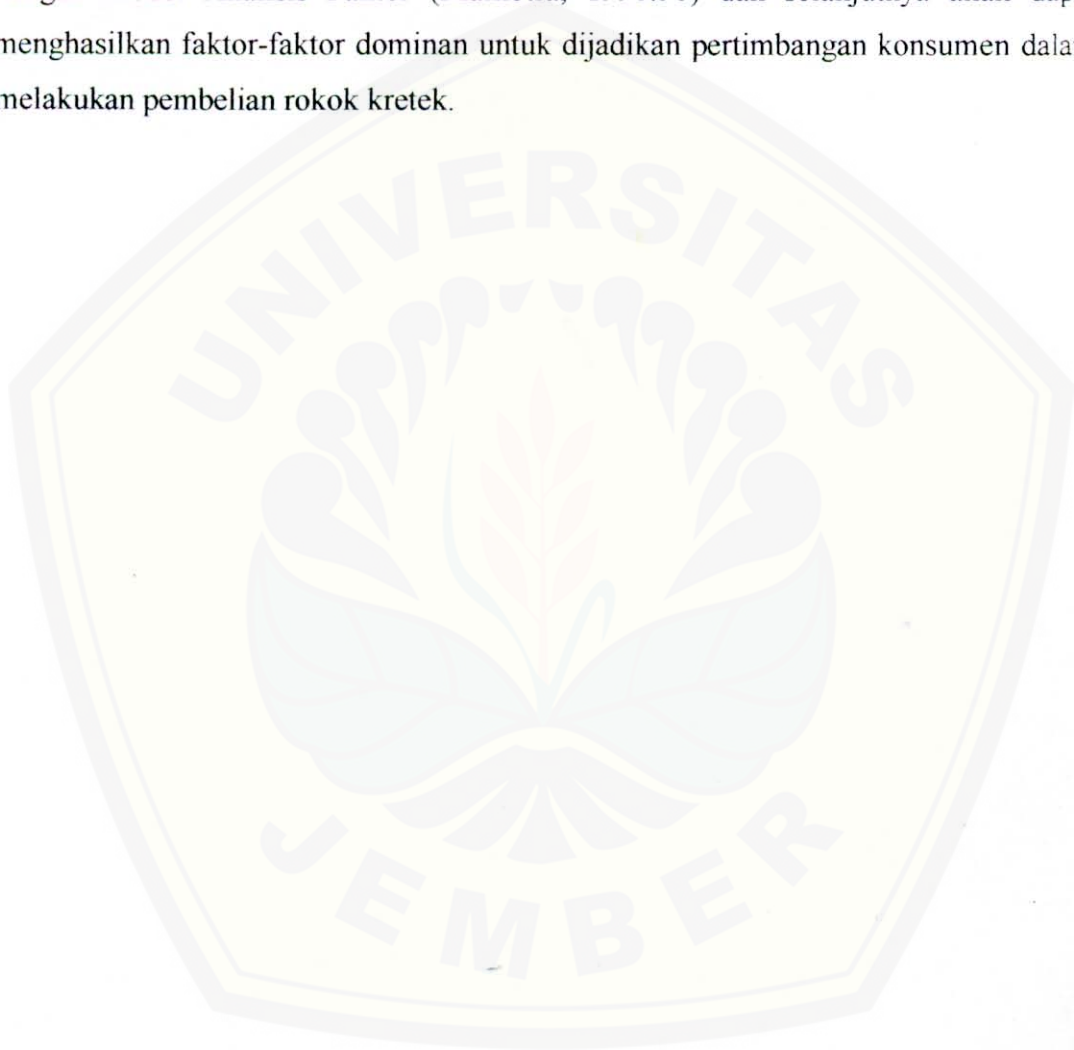 menghasilkan faktor-faktor dominan untuk dijadikan pertimbangan konsumen dala
melakukan pembelian rokok kretek.
UNIVERSITAS
JEMBER